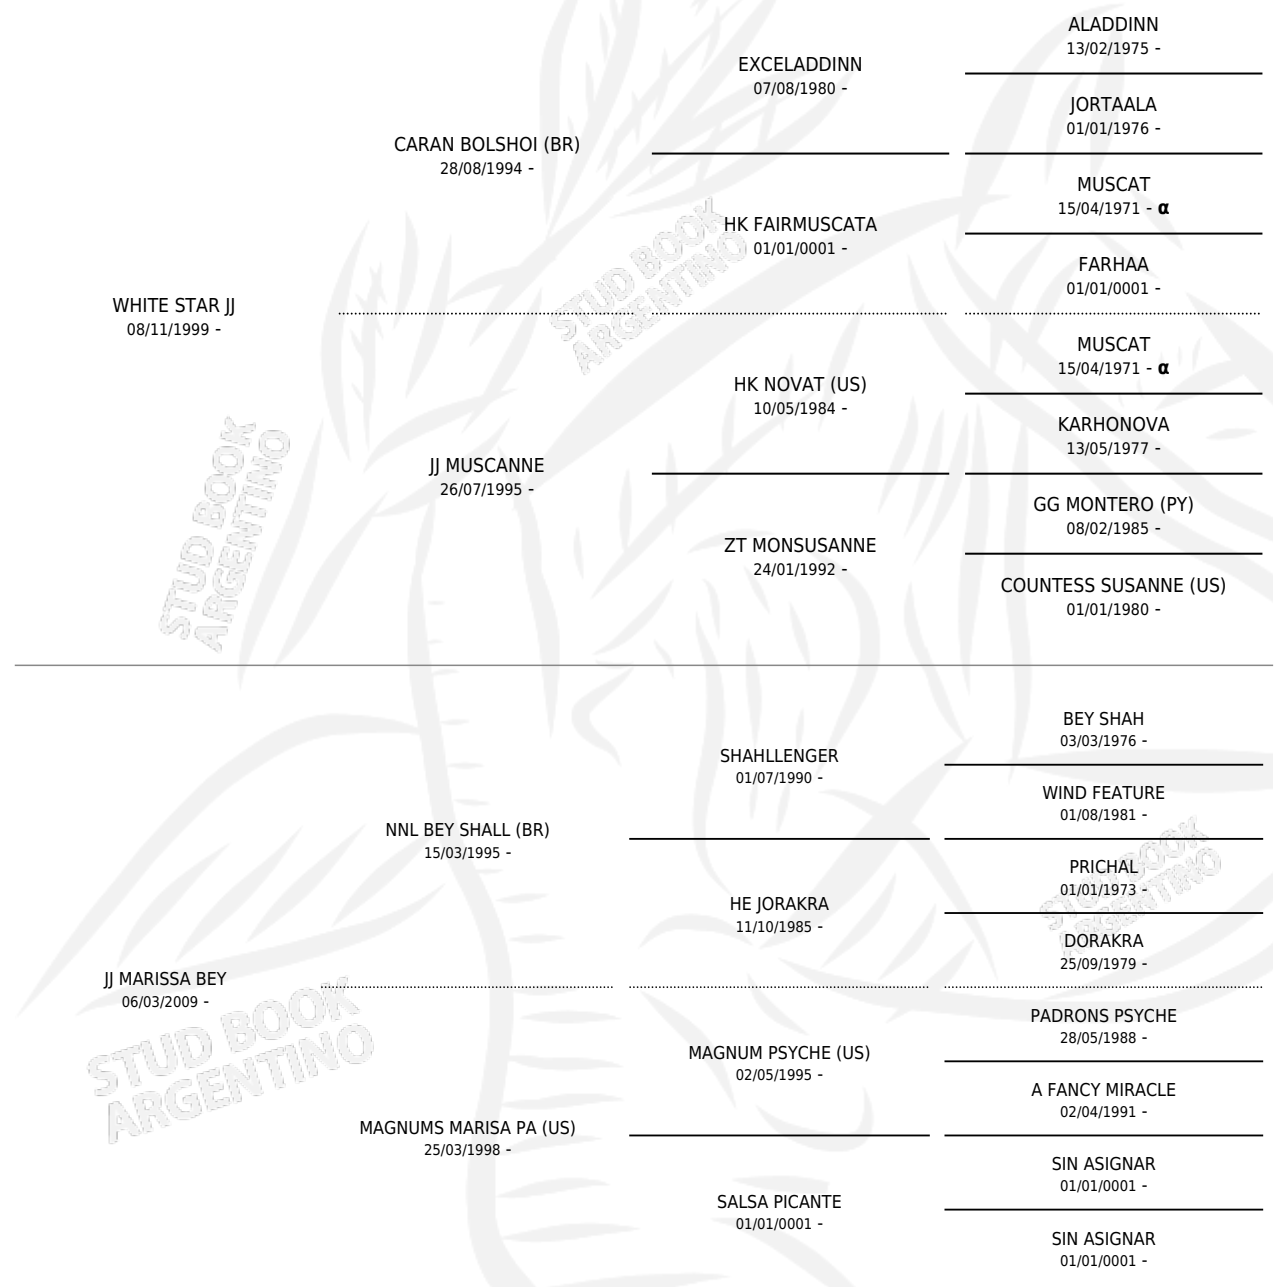 ALADDINN
13/02/1975 -
EXCELADDINN
07/08/1980 -
JORTAALA
01/01/1976 -
CARAN BOLSHOI (BR)
28/08/1994 -
MUSCAT
15/04/1971 - α
HK FAIRMUSCATA
01/01/0001 -
FARHAA
01/01/0001 -
WHITE STAR JJ
08/11/1999 -
MUSCAT
15/04/1971 - α
HK NOVAT (US)
10/05/1984 -
KARHONOVA
13/05/1977 -
JJ MUSCANNE
26/07/1995 -
GG MONTERO (PY)
08/02/1985 -
ZT MONSUSANNE
24/01/1992 -
COUNTESS SUSANNE (US)
01/01/1980 -
STUD BOOK
ARGENTINO
STUD BOOK
ARGENTINO
BEY SHAH
03/03/1976 -
SHAHLLENGER
01/07/1990 -
WIND FEATURE
01/08/1981 -
NNL BEY SHALL (BR)
15/03/1995 -
PRICHAL
01/01/1973 -
HE JORAKRA
11/10/1985 -
DORAKRA
25/09/1979 -
JJ MARISSA BEY
06/03/2009 -
PADRONS PSYCHE
28/05/1988 -
MAGNUM PSYCHE (US)
02/05/1995 -
A FANCY MIRACLE
02/04/1991 -
MAGNUMS MARISA PA (US)
25/03/1998 -
SIN ASIGNAR
01/01/0001 -
SALSA PICANTE
01/01/0001 -
SIN ASIGNAR
01/01/0001 -
STUD BOOK
ARGENTINO
STUD BOOK
ARGENTINO